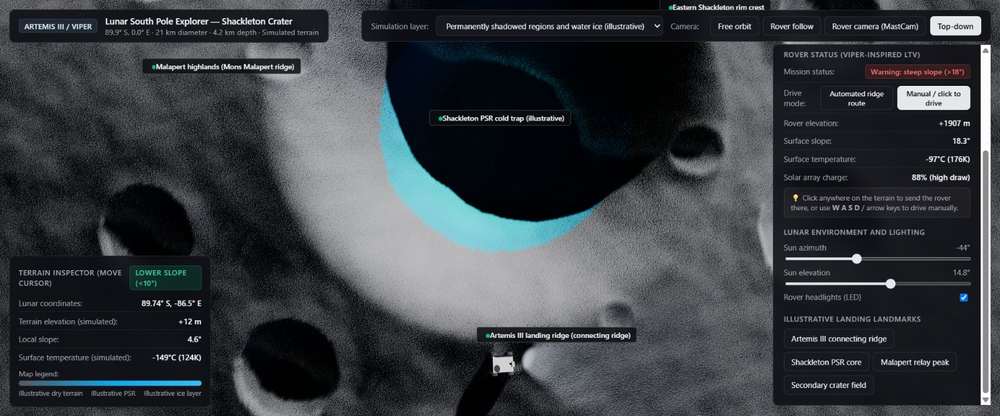 ARTEMIS III / VIPER
Lunar South Pole Explorer — Shackleton Crater
89.9° S, 0.0° E · 21 km diameter · 4.2 km depth · Simulated terrain
Simulation layer:
Permanently shadowed regions and water ice (illustrative)
Camera:
Free orbit
Rover follow
Rover camera (MastCam)
Top-down
Eastern Shackleton rim crest
Malapert highlands (Mons Malapert ridge)
Shackleton PSR cold trap (illustrative)
Artemis III landing ridge (connecting ridge)
TERRAIN INSPECTOR (MOVE
CURSOR)
LOWER SLOPE
(<10°)
Lunar coordinates: 89.74° S, -86.5° E
Terrain elevation (simulated): +12 m
Local slope: 4.6°
Surface temperature (simulated): -149°C (124K)
Map legend:
Illustrative dry terrain Illustrative PSR Illustrative ice layer
ROVER STATUS (VIPER-INSPIRED LTV)
Mission status: Warning: steep slope (>18°)
Drive
mode:
Automated ridge
route
Manual / click to
drive
Rover elevation: +1907 m
Surface slope: 18.3°
Surface temperature: -97°C (176K)
Solar array charge: 88% (high draw)
💡 Click anywhere on the terrain to send the rover
there, or use W A S D / arrow keys to drive manually.
LUNAR ENVIRONMENT AND LIGHTING
Sun azimuth -44°
Sun elevation 14.8°
Rover headlights (LED)
ILLUSTRATIVE LANDING LANDMARKS
Artemis III connecting ridge
Shackleton PSR core
Malapert relay peak
Secondary crater field